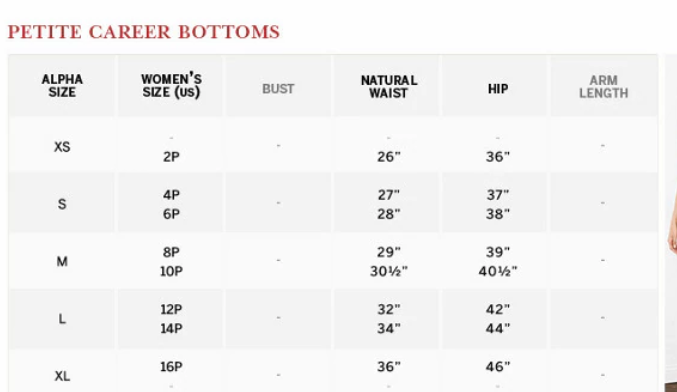 PETITE CAREER BOTTOMS
ALPHA SIZE WOMEN'S SIZE (US) BUST NATURAL WAIST HIP ARM LENGTH
XS - - - - -
2P 26" 36"
S 4P - 27" 37" -
6P 28" 38"
M 8P - 29" 39" -
10P 30½" 40½"
L 12P - 32" 42" -
14P 34" 44"
XL 16P - 36" 46" -
- - -